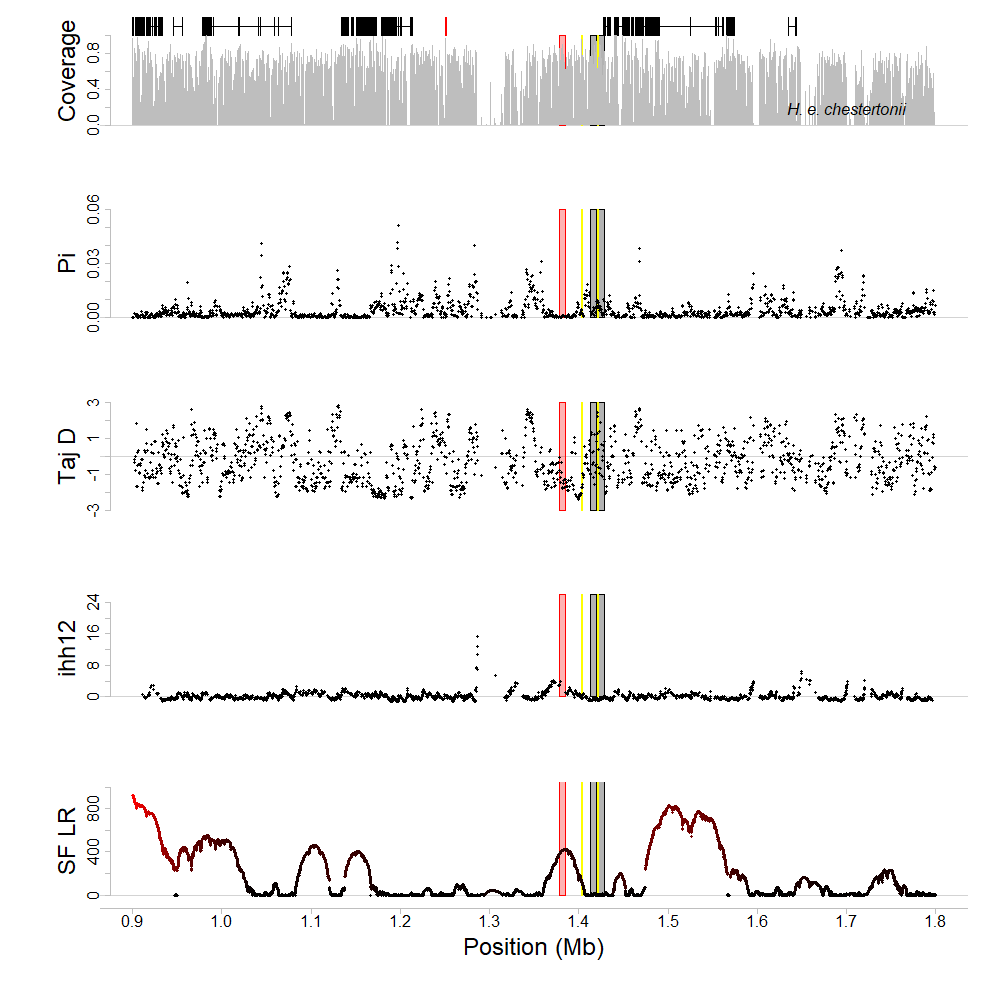 Coverage
0.0 0.4 0.8
H. e. chestertonii
Pi
0.00 0.03 0.06
Taj D
-3 -1 1 3
ihh12
0 8 16 24
SF LR
0 400 800
0.9 1.0 1.1 1.2 1.3 1.4 1.5 1.6 1.7 1.8
Position (Mb)